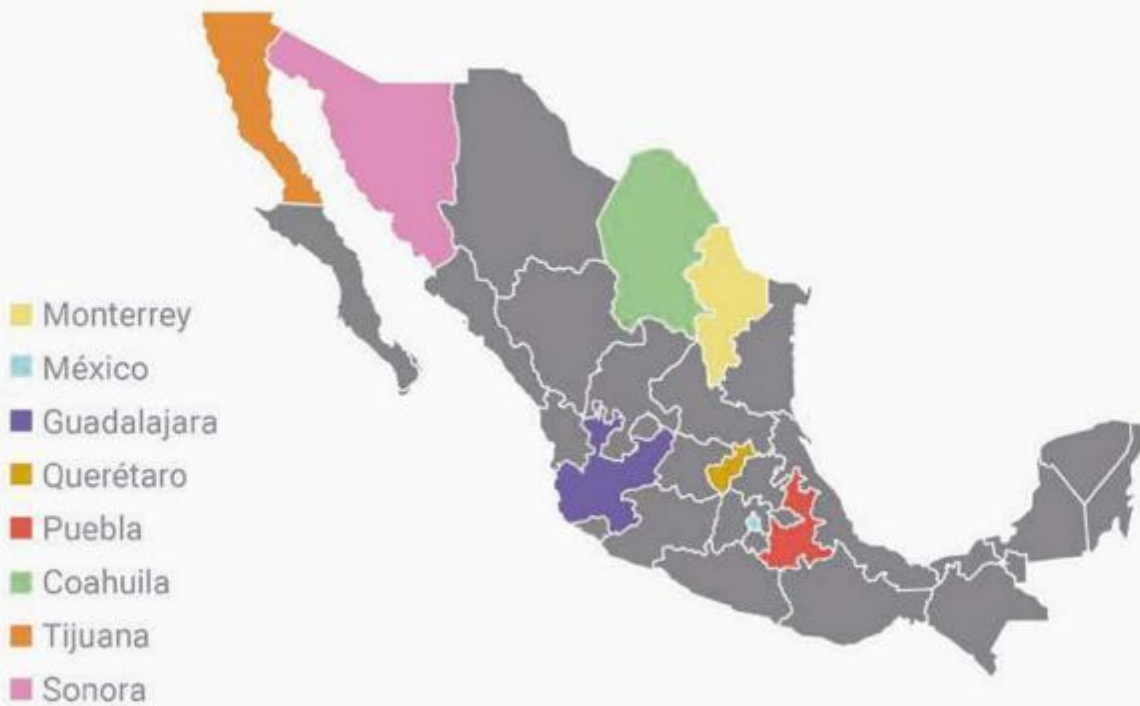 Monterrey
México
Guadalajara
Querétaro
Puebla
Coahuila
Tijuana
Sonora